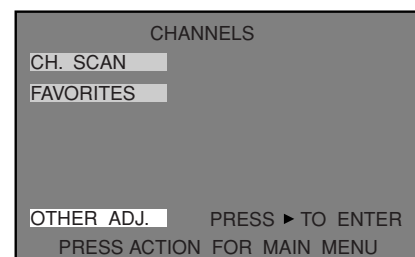 CHANNELS
CH. SCAN
FAVORITES
OTHER ADJ. PRESS ► TO ENTER
PRESS ACTION FOR MAIN MENU